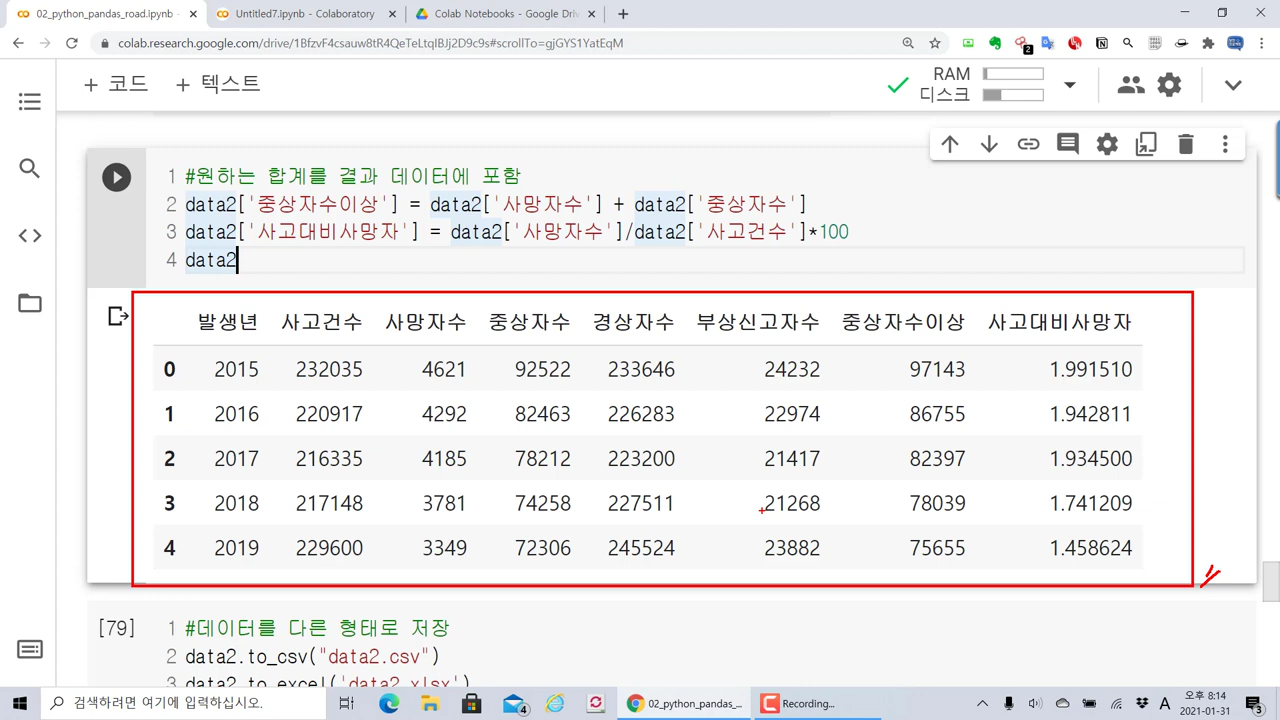 02_python_pandas_road.ipynb -
Untitled7.ipynb - Colaboratory
Colab Notebooks - Google Driv
colab.research.google.com/drive/1BfzvF4csauw0tR4QeTeLtqIBJ3D9c9s#scrollTo=gjGYS1YatEqM
2
+ 코드
+ 텍스트
RAM
디스크
1 #원하는 합계를 결과 데이터에 포함
2 data2['중상자수이상'] = data2['사망자수'] + data2['중상자수']
3 data2['사고대비사망자'] = data2['사망자수']/data2['사고건수']*100
4 data2
발생년 사고건수 사망자수 중상자수 경상자수 부상신고자수 중상자수이상 사고대비사망자
0 2015 232035 4621 92522 233646 24232 97143 1.991510
1 2016 220917 4292 82463 226283 22974 86755 1.942811
2 2017 216335 4185 78212 223200 21417 82397 1.934500
3 2018 217148 3781 74258 227511 21268 78039 1.741209
4 2019 229600 3349 72306 245524 23882 75655 1.458624
[79]
1 #데이터를 다른 형태로 저장
2 data2.to_csv("data2.csv")
3 data2.to_excel('data2.xlsx')
검색하려면 여기에 입력하십시오.
4
02_python_pandas_...
Recording...
A
오후 8:14
2021-01-31
3